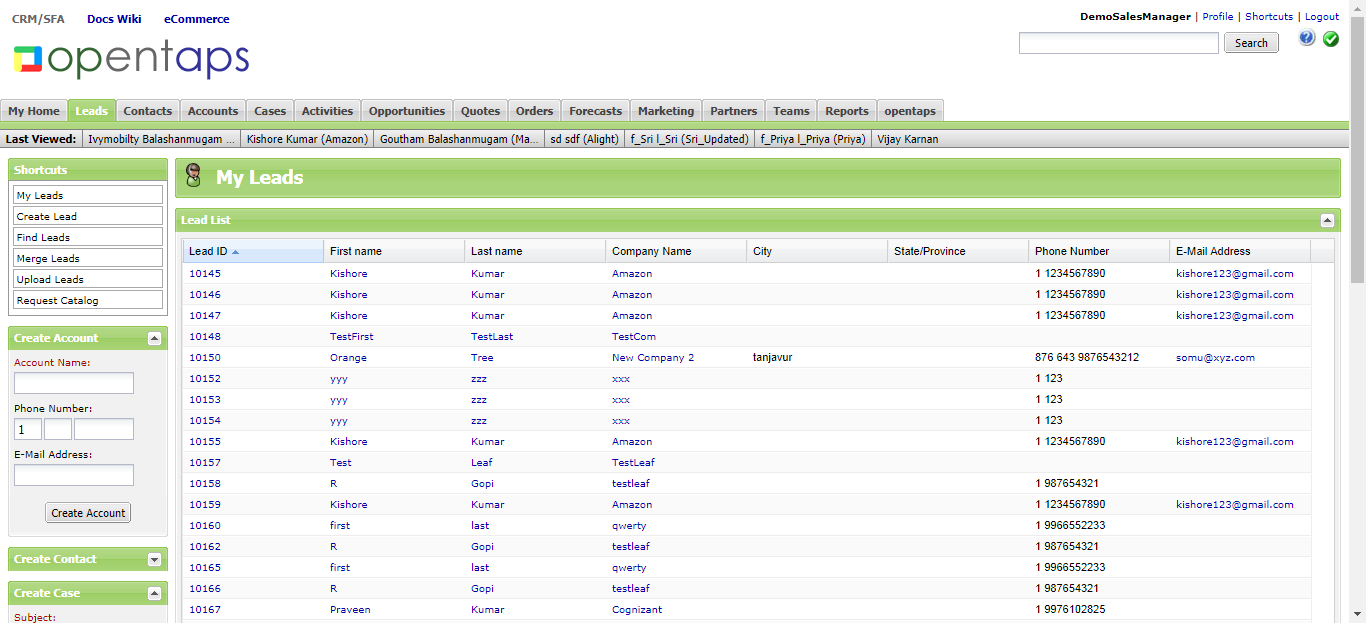 CRM/SFA Docs Wiki eCommerce
DemoSalesManager | Profile | Shortcuts | Logout
opentaps
Search
My Home Leads Contacts Accounts Cases Activities Opportunities Quotes Orders Forecasts Marketing Partners Teams Reports opentaps
Last Viewed: Ivymobilty Balashanmugam ... Kishore Kumar (Amazon) Goutham Balashanmugam (Ma... sd sdf (Alight) f_Sri l_Sri (Sri_Updated) f_Priya l_Priya (Priya) Vijay Karnan
Shortcuts
My Leads
Create Lead
Find Leads
Merge Leads
Upload Leads
Request Catalog
Create Account
Account Name:
Phone Number:
1
E-Mail Address:
Create Account
Create Contact
Create Case
Subject:
My Leads
Lead List
Lead ID First name Last name Company Name City State/Province Phone Number E-Mail Address
10145 Kishore Kumar Amazon 1 1234567890 kishore123@gmail.com
10146 Kishore Kumar Amazon 1 1234567890 kishore123@gmail.com
10147 Kishore Kumar Amazon 1 1234567890 kishore123@gmail.com
10148 TestFirst TestLast TestCom
10150 Orange Tree New Company 2 tanjavur 876 643 9876543212 somu@xyz.com
10152 yyy zzz xxx 1 123
10153 yyy zzz xxx 1 123
10154 yyy zzz xxx 1 123
10155 Kishore Kumar Amazon 1 1234567890 kishore123@gmail.com
10157 Test Leaf TestLeaf
10158 R Gopi testleaf 1 987654321
10159 Kishore Kumar Amazon 1 1234567890 kishore123@gmail.com
10160 first last qwerty 1 9966552233
10162 R Gopi testleaf 1 987654321
10165 first last qwerty 1 9966552233
10166 R Gopi testleaf 1 987654321
10167 Praveen Kumar Cognizant 1 9976102825